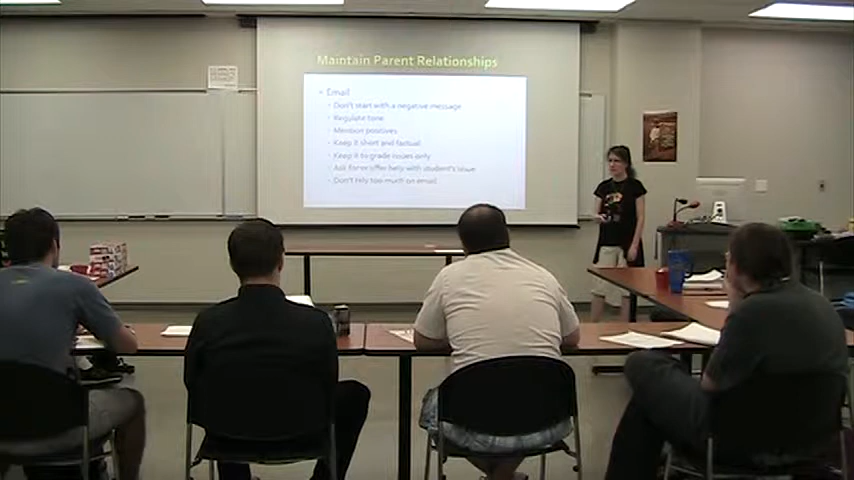 Maintain Parent Relationships
Email
Don't start with a negative message
Regulate tone
Mention positives
Keep it short and factual
Keep it to grade issues only
Ask for or offer help with student's issue
Don't rely too much on email